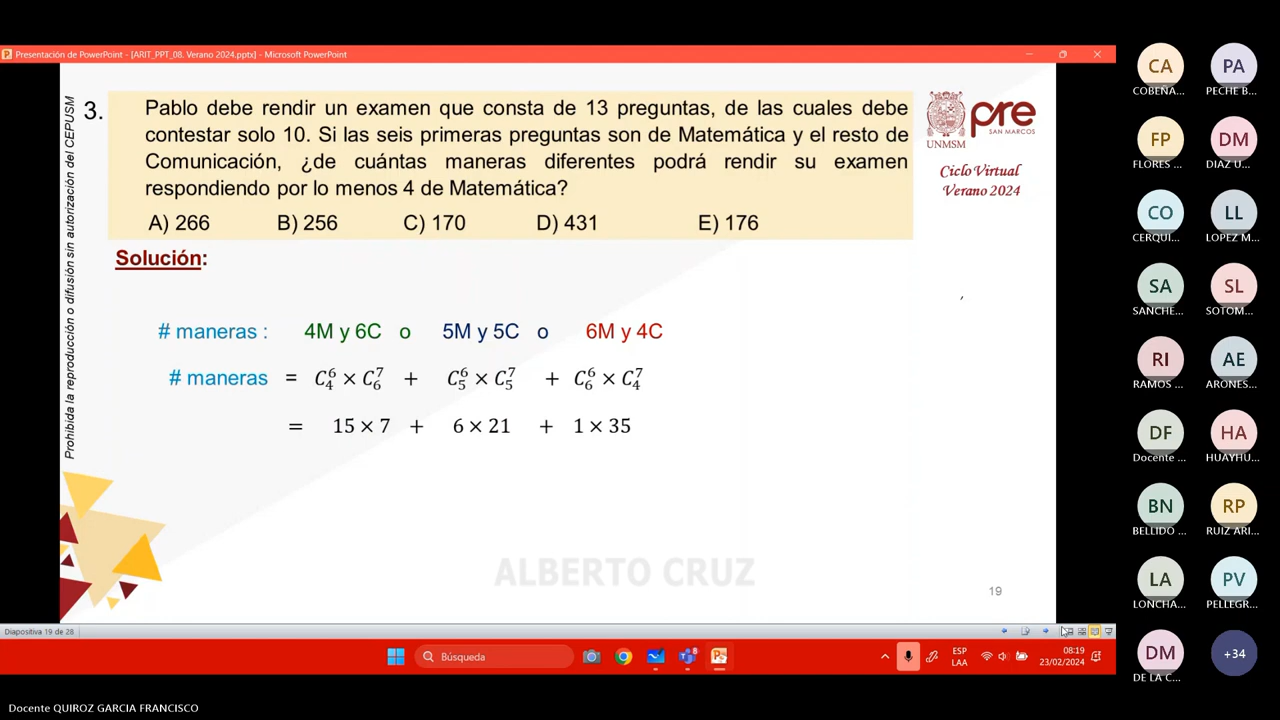 Presentación de PowerPoint - [ARIT_PPT_08. Verano 2024.pptx] - Microsoft PowerPoint
Prohibida la reproducción o difusión sin autorización del CEPUSM
3.
Pablo debe rendir un examen que consta de 13 preguntas, de las cuales debe
contestar solo 10. Si las seis primeras preguntas son de Matemática y el resto de
Comunicación, ¿de cuántas maneras diferentes podrá rendir su examen
respondiendo por lo menos 4 de Matemática?
A) 266 B) 256 C) 170 D) 431 E) 176
UNMSM
pre
SAN MARCOS
Ciclo Virtual
Verano 2024
Solución:
# maneras : 4M y 6C o 5M y 5C o 6M y 4C
# maneras = C₄⁶ × C₆⁷ + C₅⁶ × C₅⁷ + C₆⁶ × C₄⁷
= 15 × 7 + 6 × 21 + 1 × 35
ALBERTO CRUZ
19
Diapositiva 19 de 28
Búsqueda
8
ESP
LAA
08:19
23/02/2024
CA
COBEÑA...
PA
PECHE B...
FP
FLORES ...
DM
DIAZ U...
CO
CERQUI...
LL
LOPEZ M...
SA
SANCHE...
SL
SOTOM...
RI
RAMOS ...
AE
ARONES...
DF
Docente ...
HA
HUAYHU...
BN
BELLIDO ...
RP
RUIZ ARI...
LA
LONCHA...
PV
PELLEGR...
DM
DE LA C...
+34
Docente QUIROZ GARCIA FRANCISCO